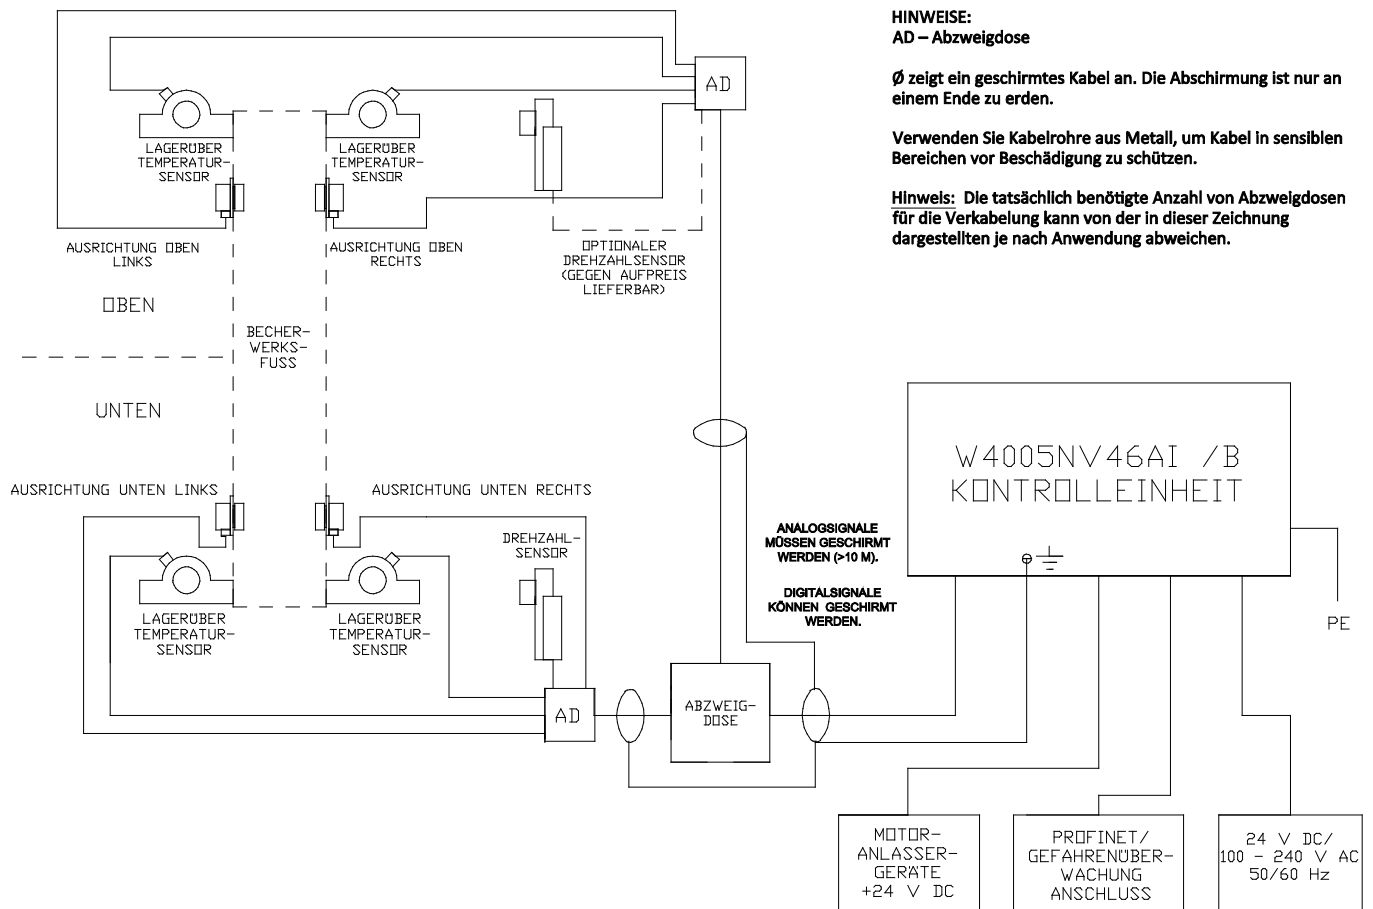 HINWEISE:
AD – Abzweigdose
Ø zeigt ein geschirmtes Kabel an. Die Abschirmung ist nur an
einem Ende zu erden.
Verwenden Sie Kabelrohre aus Metall, um Kabel in sensiblen
Bereichen vor Beschädigung zu schützen.
Hinweis: Die tatsächlich benötigte Anzahl von Abzweigdosen
für die Verkabelung kann von der in dieser Zeichnung
dargestellten je nach Anwendung abweichen.
AD
LAGERÜBER
TEMPERATUR-
SENSOR
LAGERÜBER
TEMPERATUR-
SENSOR
AUSRICHTUNG OBEN
LINKS
AUSRICHTUNG OBEN
RECHTS
OPTIONALER
DREHZAHLSENSOR
(GEGEN AUFPREIS
LIEFERBAR)
OBEN
BECHER-
WERKS-
FUSS
UNTEN
W4005NV46AI /B
KONTROLLEINHEIT
AUSRICHTUNG UNTEN LINKS
AUSRICHTUNG UNTEN RECHTS
DREHZAHL-
SENSOR
ANALOGSIGNALE
MÜSSEN GESCHIRMT
WERDEN (>10 M).
DIGITALSIGNALE
KÖNNEN GESCHIRMT
WERDEN.
PE
LAGERÜBER
TEMPERATUR-
SENSOR
LAGERÜBER
TEMPERATUR-
SENSOR
AD
ABZWEIG-
DOSE
MOTOR-
ANLASSER-
GERÄTE
+24 V DC
PROFINET/
GEFAHRENÜBER-
WACHUNG
ANSCHLUSS
24 V DC/
100 - 240 V AC
50/60 Hz